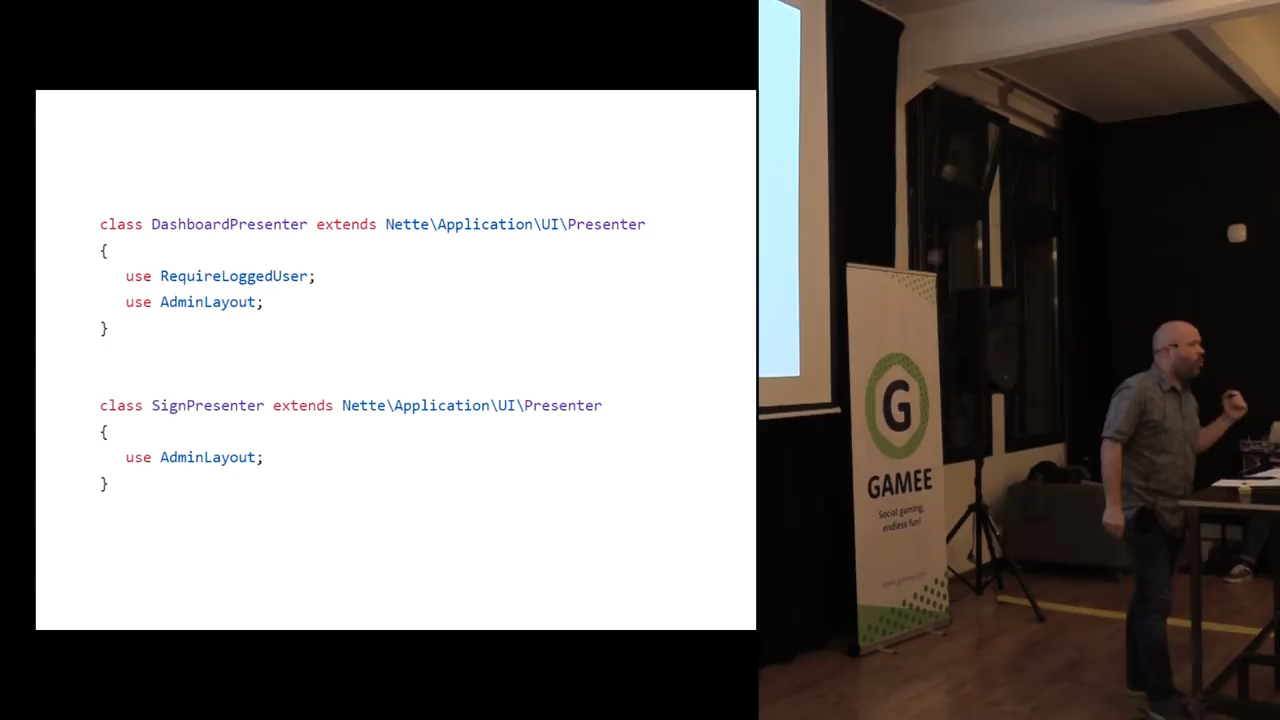 class DashboardPresenter extends Nette\Application\UI\Presenter
{
use RequireLoggedUser;
use AdminLayout;
}
class SignPresenter extends Nette\Application\UI\Presenter
{
use AdminLayout;
}
G
GAMEE
Social gaming,
endless fun!